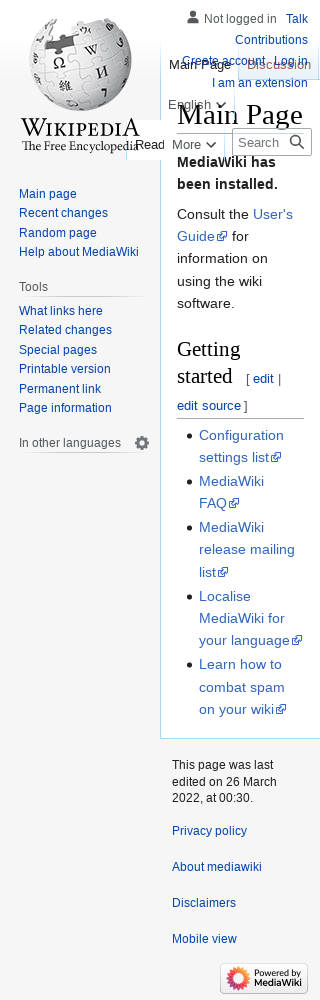 Not logged in Talk
Contributions
Create account Log in
I am an extension
Main Page Discussion
English
Read More Search
WIKIPEDIA
The Free Encyclopedia
Main page
Recent changes
Random page
Help about MediaWiki
Tools
What links here
Related changes
Special pages
Printable version
Permanent link
Page information
In other languages
Main Page
MediaWiki has
been installed.
Consult the User's
Guide for
information on
using the wiki
software.
Getting
started [ edit |
edit source ]
Configuration
settings list
MediaWiki
FAQ
MediaWiki
release mailing
list
Localise
MediaWiki for
your language
Learn how to
combat spam
on your wiki
This page was last
edited on 26 March
2022, at 00:30.
Privacy policy
About mediawiki
Disclaimers
Mobile view
Powered by
MediaWiki